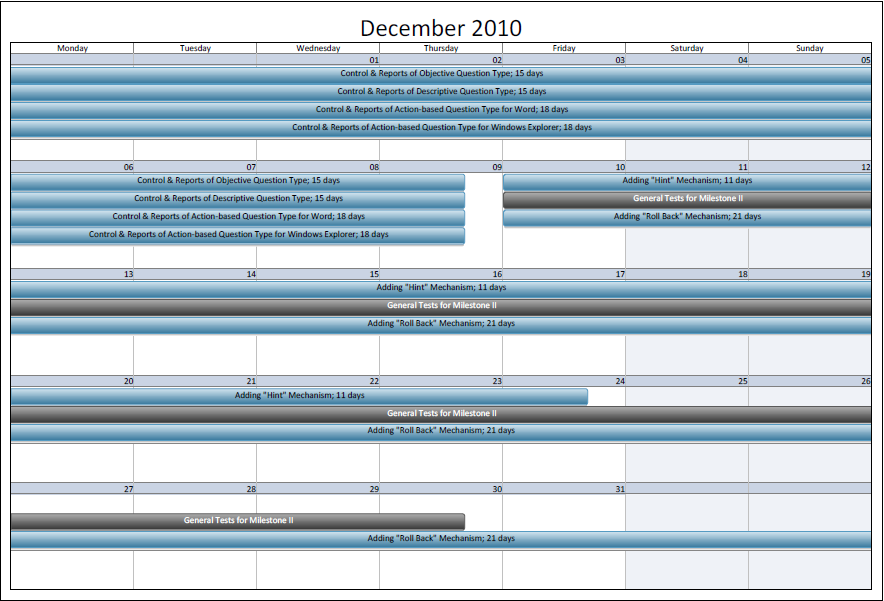 December 2010
Monday Tuesday Wednesday Thursday Friday Saturday Sunday
01 02 03 04 05
Control & Reports of Objective Question Type; 15 days
Control & Reports of Descriptive Question Type; 15 days
Control & Reports of Action-based Question Type for Word; 18 days
Control & Reports of Action-based Question Type for Windows Explorer; 18 days
06 07 08 09 10 11 12
Control & Reports of Objective Question Type; 15 days Adding "Hint" Mechanism; 11 days
Control & Reports of Descriptive Question Type; 15 days General Tests for Milestone II
Control & Reports of Action-based Question Type for Word; 18 days Adding "Roll Back" Mechanism; 21 days
Control & Reports of Action-based Question Type for Windows Explorer; 18 days
13 14 15 16 17 18 19
Adding "Hint" Mechanism; 11 days
General Tests for Milestone II
Adding "Roll Back" Mechanism; 21 days
20 21 22 23 24 25 26
Adding "Hint" Mechanism; 11 days
General Tests for Milestone II
Adding "Roll Back" Mechanism; 21 days
27 28 29 30 31
General Tests for Milestone II
Adding "Roll Back" Mechanism; 21 days